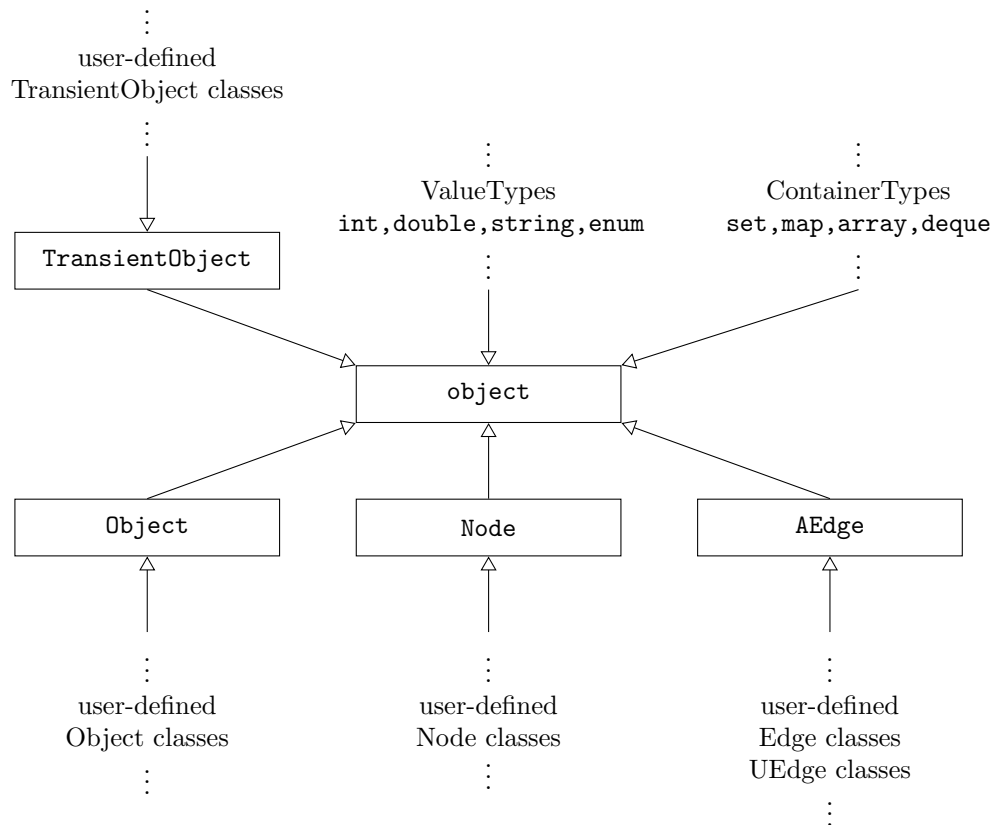 user-defined
TransientObject classes
ValueTypes
int,double,string,enum
ContainerTypes
set,map,array,deque
TransientObject
object
Object
Node
AEdge
user-defined
Object classes
user-defined
Node classes
user-defined
Edge classes
UEdge classes